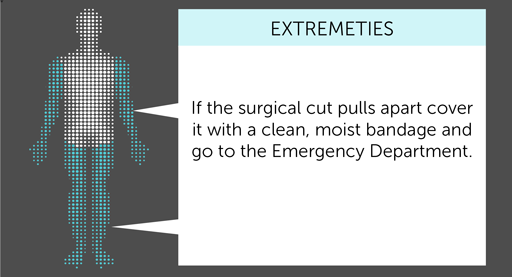 EXTREMETIES
If the surgical cut pulls apart cover
it with a clean, moist bandage and
go to the Emergency Department.